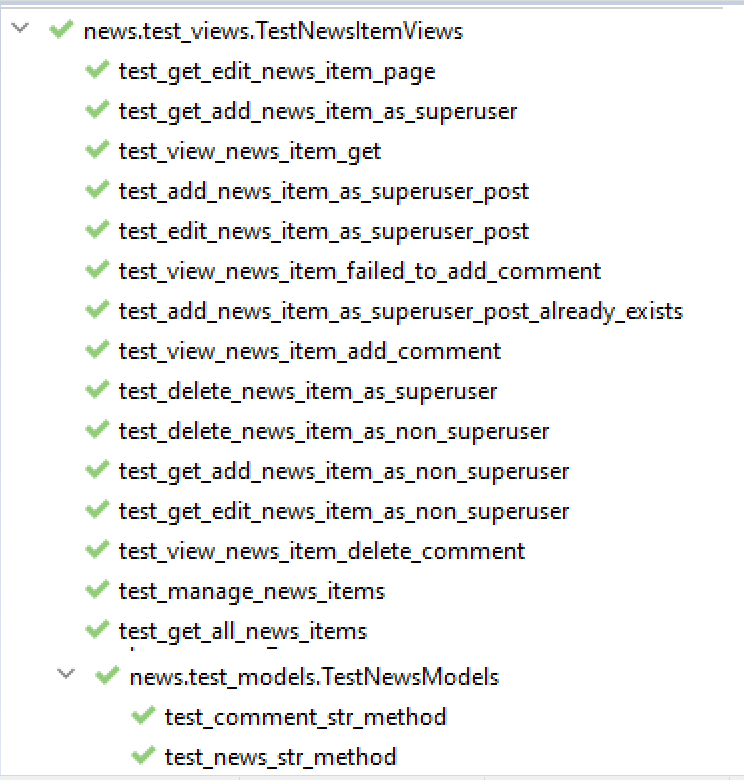 news.test_views.TestNewsItemViews
test_get_edit_news_item_page
test_get_add_news_item_as_superuser
test_view_news_item_get
test_add_news_item_as_superuser_post
test_edit_news_item_as_superuser_post
test_view_news_item_failed_to_add_comment
test_add_news_item_as_superuser_post_already_exists
test_view_news_item_add_comment
test_delete_news_item_as_superuser
test_delete_news_item_as_non_superuser
test_get_add_news_item_as_non_superuser
test_get_edit_news_item_as_non_superuser
test_view_news_item_delete_comment
test_manage_news_items
test_get_all_news_items
news.test_models.TestNewsModels
test_comment_str_method
test_news_str_method